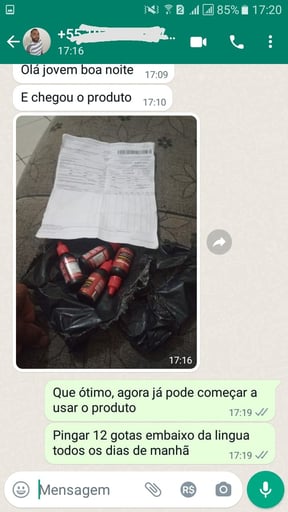 85% 17:20
+55
17:16
Olá jovem boa noite 17:09
E chegou o produto 17:10
17:16
Que ótimo, agora já pode começar a
usar o produto
17:19
Pingar 12 gotas embaixo da lingua
todos os dias de manhã
17:19
Mensagem
R$